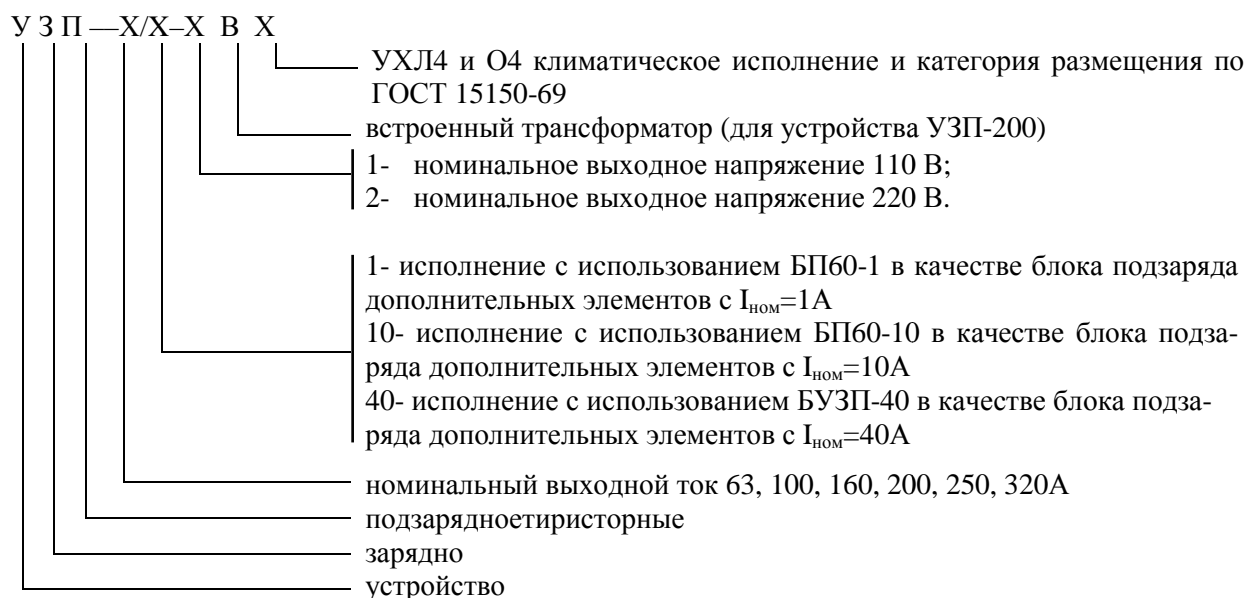 У З П —Х/Х–Х В Х
УХЛ4 и О4 климатическое исполнение и категория размещения по
ГОСТ 15150-69
встроенный трансформатор (для устройства УЗП-200)
1- номинальное выходное напряжение 110 В;
2- номинальное выходное напряжение 220 В.
1- исполнение с использованием БП60-1 в качестве блока подзаряда
дополнительных элементов с Iном=1А
10- исполнение с использованием БП60-10 в качестве блока подза-
ряда дополнительных элементов с Iном=10А
40- исполнение с использованием БУЗП-40 в качестве блока подза-
ряда дополнительных элементов с Iном=40А
номинальный выходной ток 63, 100, 160, 200, 250, 320А
подзарядноетиристорные
зарядно
устройство